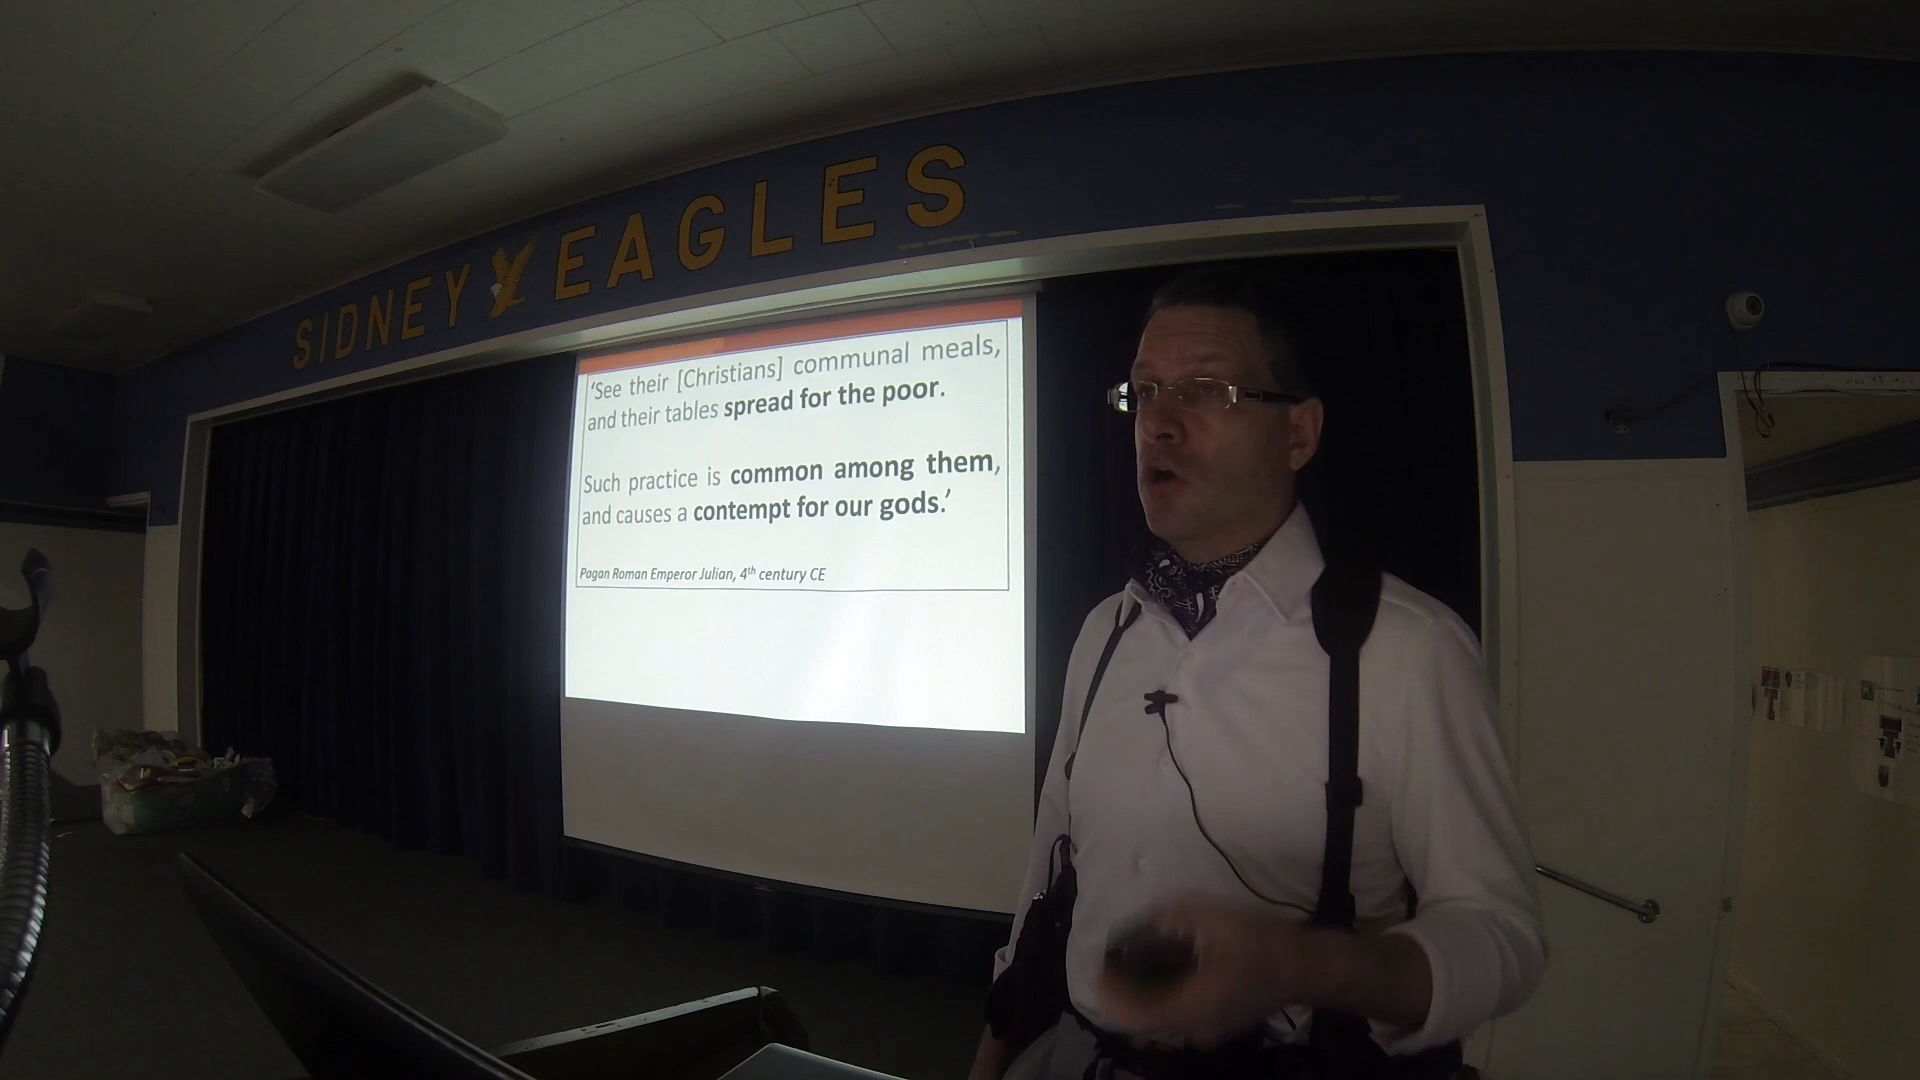 SIDNEY EAGLES
‘See their [Christians] communal meals,
and their tables spread for the poor.
Such practice is common among them,
and causes a contempt for our gods.’
Pagan Roman Emperor Julian, 4th century CE